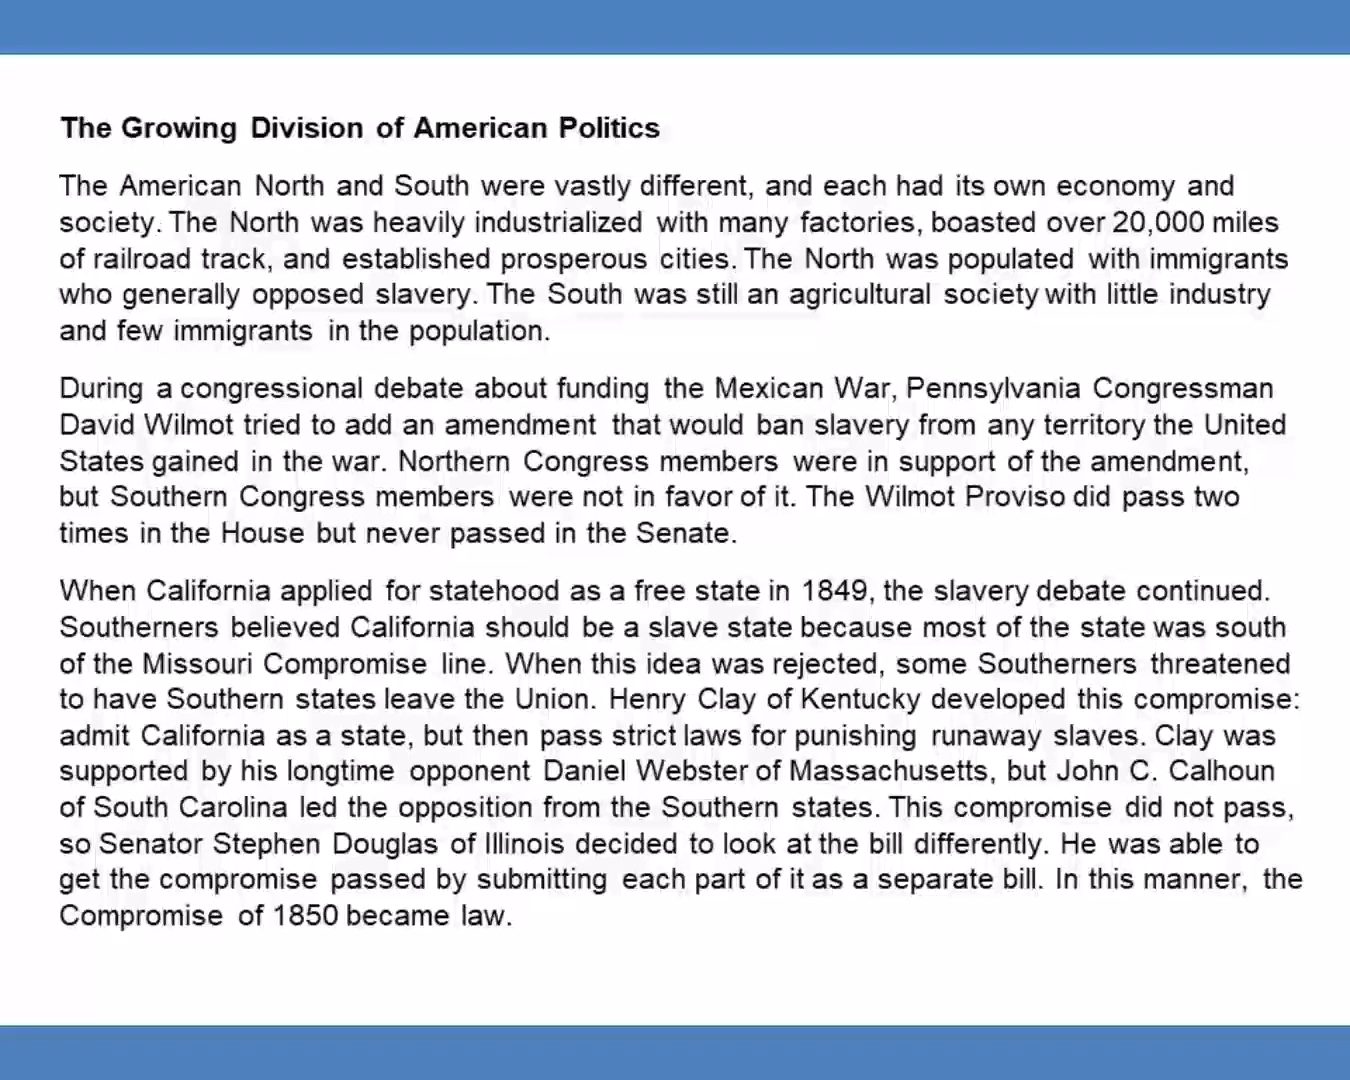 The Growing Division of American Politics
The American North and South were vastly different, and each had its own economy and
society. The North was heavily industrialized with many factories, boasted over 20,000 miles
of railroad track, and established prosperous cities. The North was populated with immigrants
who generally opposed slavery. The South was still an agricultural society with little industry
and few immigrants in the population.
During a congressional debate about funding the Mexican War, Pennsylvania Congressman
David Wilmot tried to add an amendment that would ban slavery from any territory the United
States gained in the war. Northern Congress members were in support of the amendment,
but Southern Congress members were not in favor of it. The Wilmot Proviso did pass two
times in the House but never passed in the Senate.
When California applied for statehood as a free state in 1849, the slavery debate continued.
Southerners believed California should be a slave state because most of the state was south
of the Missouri Compromise line. When this idea was rejected, some Southerners threatened
to have Southern states leave the Union. Henry Clay of Kentucky developed this compromise:
admit California as a state, but then pass strict laws for punishing runaway slaves. Clay was
supported by his longtime opponent Daniel Webster of Massachusetts, but John C. Calhoun
of South Carolina led the opposition from the Southern states. This compromise did not pass,
so Senator Stephen Douglas of Illinois decided to look at the bill differently. He was able to
get the compromise passed by submitting each part of it as a separate bill. In this manner, the
Compromise of 1850 became law.